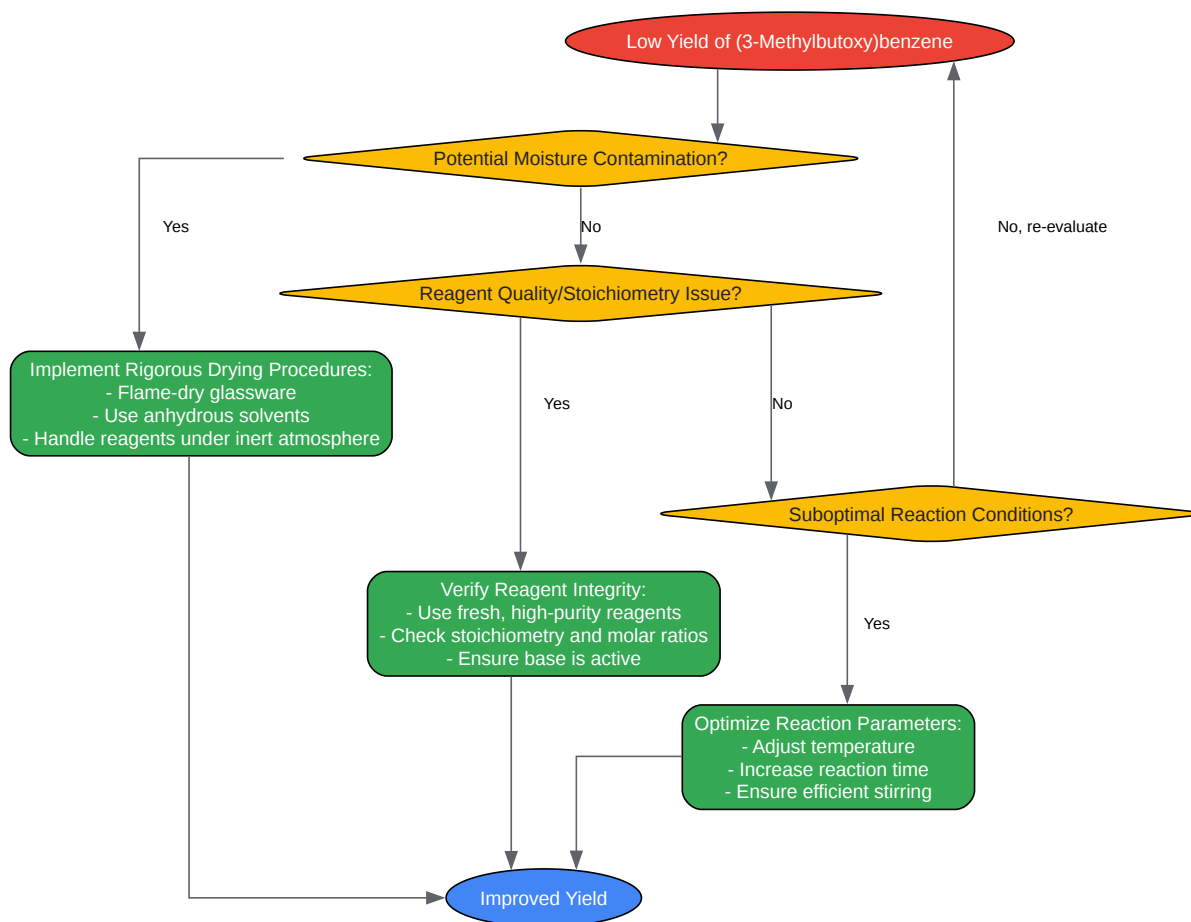 Low Yield of (3-Methylbutoxy)benzene
Potential Moisture Contamination?
Yes
No
No, re-evaluate
Reagent Quality/Stoichiometry Issue?
Implement Rigorous Drying Procedures:
- Flame-dry glassware
- Use anhydrous solvents
- Handle reagents under inert atmosphere
Yes
No
Suboptimal Reaction Conditions?
Verify Reagent Integrity:
- Use fresh, high-purity reagents
- Check stoichiometry and molar ratios
- Ensure base is active
Yes
Optimize Reaction Parameters:
- Adjust temperature
- Increase reaction time
- Ensure efficient stirring
Improved Yield